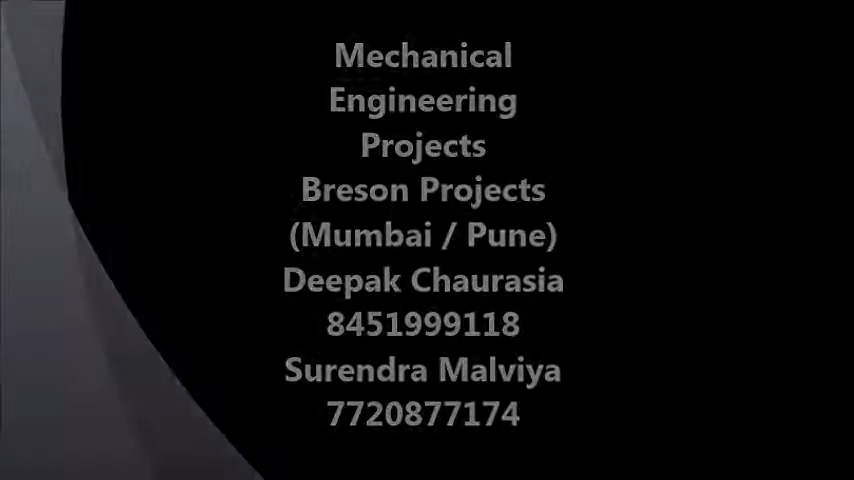 Mechanical
Engineering
Projects
Breson Projects
(Mumbai / Pune)
Deepak Chaurasia
8451999118
Surendra Malviya
7720877174